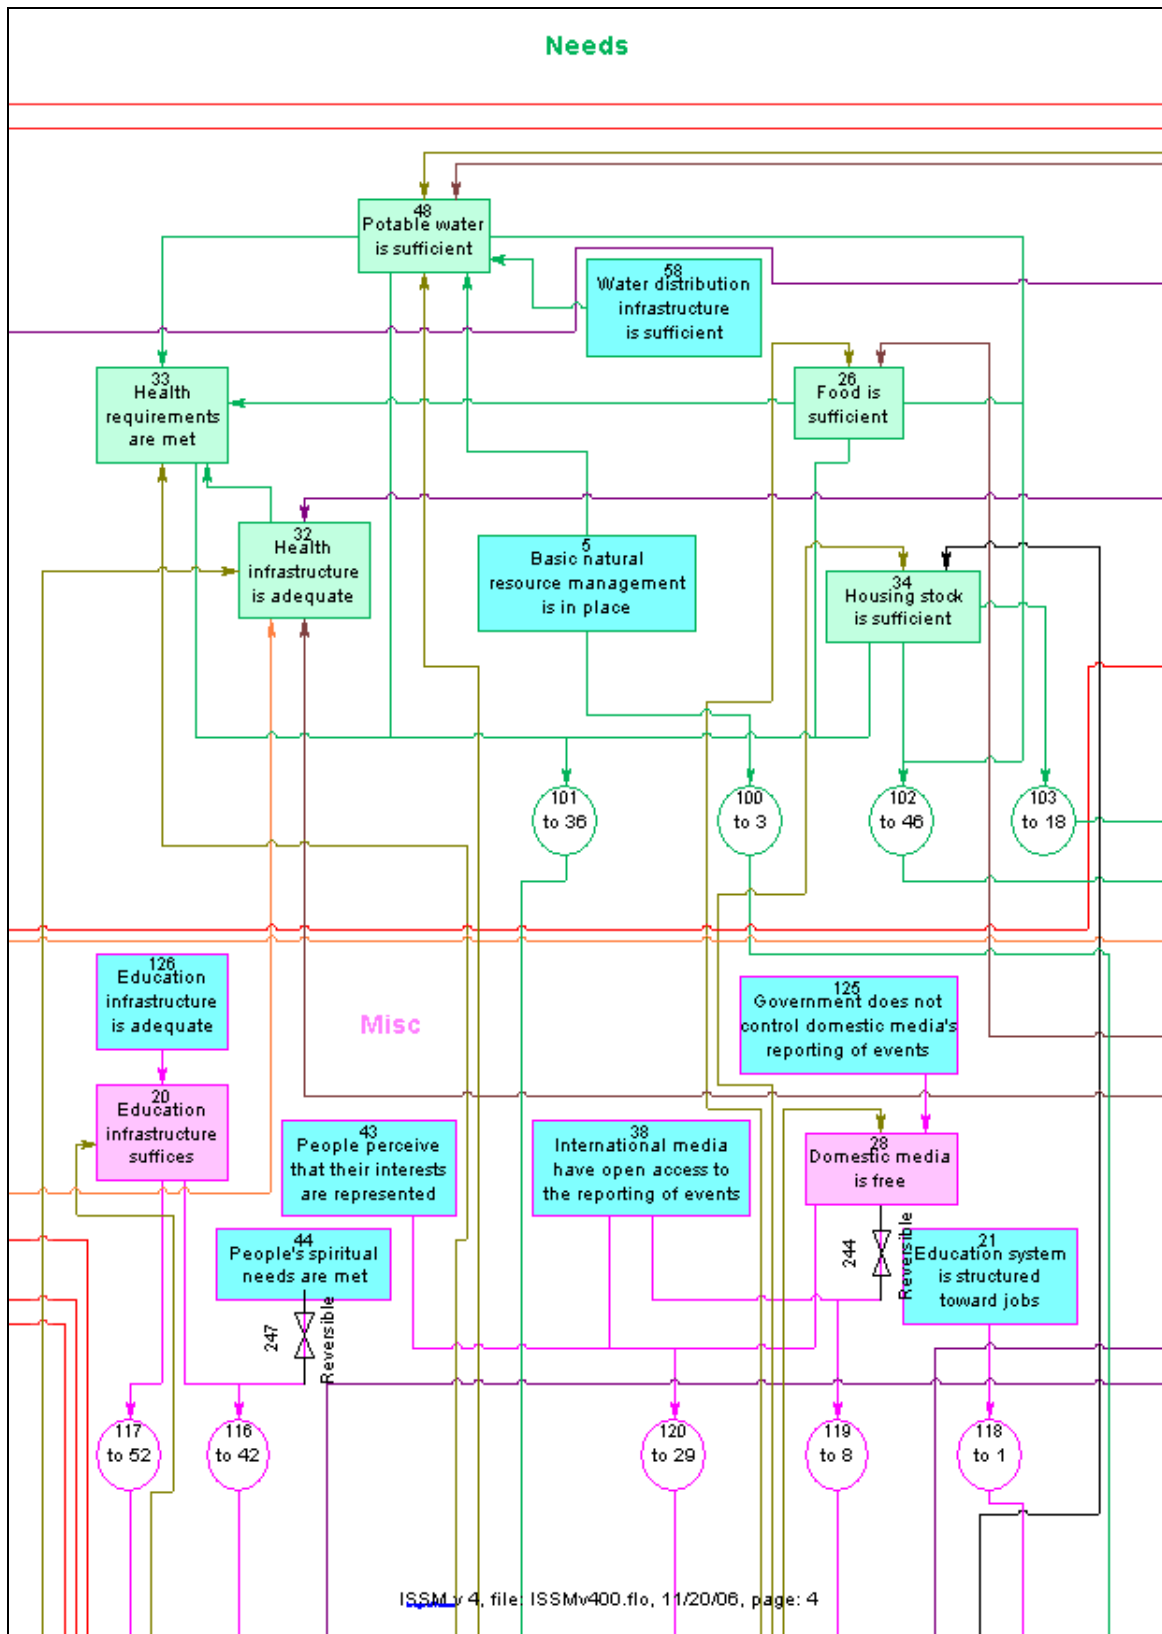 Needs
48
Potable water
is sufficient
58
Water distribution
infrastructure
is sufficient
33
Health
requirements
are met
26
Food is
sufficient
32
Health
infrastructure
is adequate
5
Basic natural
resource management
is in place
34
Housing stock
is sufficient
101
to 36
100
to 3
102
to 46
103
to 18
126
Education
infrastructure
is adequate
Misc
125
Government does not
control domestic media's
reporting of events
20
Education
infrastructure
suffices
43
People perceive
that their interests
are represented
38
International media
have open access to
the reporting of events
28
Domestic media
is free
44
People's spiritual
needs are met
244
Reversible
21
Education system
is structured
toward jobs
247
Reversible
117
to 52
116
to 42
120
to 29
119
to 8
118
to 1
ISSM v 4, file: ISSMv400.flo, 11/20/06, page: 4